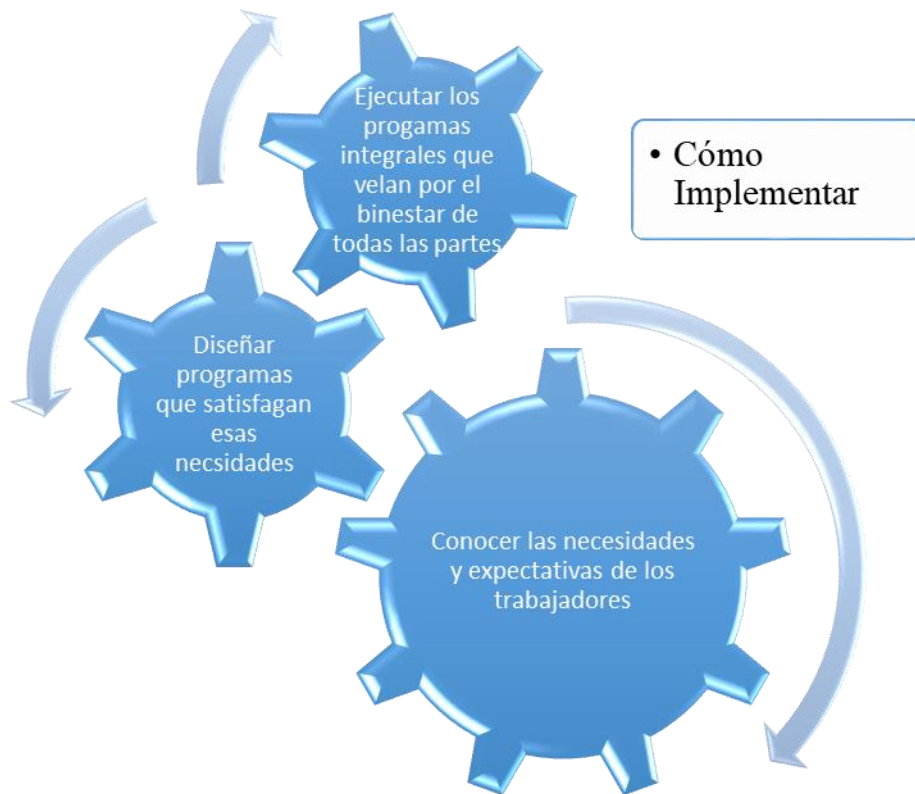 Ejecutar los
progamas
integrales que
velan por el
binestar de
todas las partes
• Cómo
Implementar
Diseñar
programas
que satisfagan
esas
necsidades
Conocer las necesidades
y expectativas de los
trabajadores